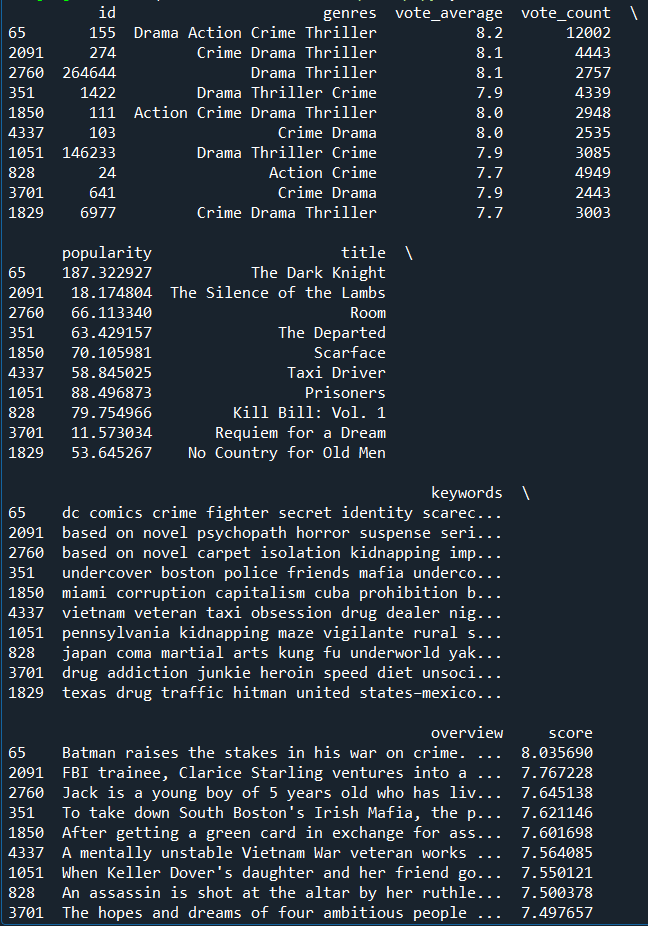 id genres vote_average vote_count \
65 155 Drama Action Crime Thriller 8.2 12002
2091 274 Crime Drama Thriller 8.1 4443
2760 264644 Drama Thriller 8.1 2757
351 1422 Drama Thriller Crime 7.9 4339
1850 111 Action Crime Drama Thriller 8.0 2948
4337 103 Crime Drama 8.0 2535
1051 146233 Drama Thriller Crime 7.9 3085
828 24 Action Crime 7.7 4949
3701 641 Crime Drama 7.9 2443
1829 6977 Crime Drama Thriller 7.7 3003
popularity title \
65 187.322927 The Dark Knight
2091 18.174804 The Silence of the Lambs
2760 66.113340 Room
351 63.429157 The Departed
1850 70.105981 Scarface
4337 58.845025 Taxi Driver
1051 88.496873 Prisoners
828 79.754966 Kill Bill: Vol. 1
3701 11.573034 Requiem for a Dream
1829 53.645267 No Country for Old Men
keywords \
65 dc comics crime fighter secret identity scarec...
2091 based on novel psychopath horror suspense seri...
2760 based on novel carpet isolation kidnapping imp...
351 undercover boston police friends mafia underco...
1850 miami corruption capitalism cuba prohibition b...
4337 vietnam veteran taxi obsession drug dealer nig...
1051 pennsylvania kidnapping maze vigilante rural s...
828 japan coma martial arts kung fu underworld yak...
3701 drug addiction junkie heroin speed diet unsoci...
1829 texas drug traffic hitman united states–mexico...
overview score
65 Batman raises the stakes in his war on crime. ... 8.035690
2091 FBI trainee, Clarice Starling ventures into a ... 7.767228
2760 Jack is a young boy of 5 years old who has liv... 7.645138
351 To take down South Boston's Irish Mafia, the p... 7.621146
1850 After getting a green card in exchange for ass... 7.601698
4337 A mentally unstable Vietnam War veteran works ... 7.564085
1051 When Keller Dover's daughter and her friend go... 7.550121
828 An assassin is shot at the altar by her ruthle... 7.500378
3701 The hopes and dreams of four ambitious people ... 7.497657